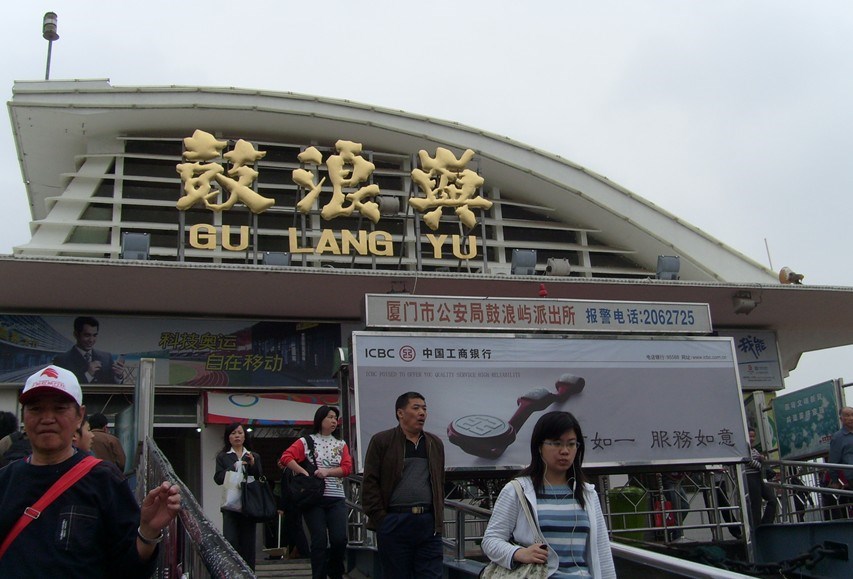 鼓浪嶼
GU LANG YU
厦门市公安局鼓浪屿派出所 报警电话:2062725
ICBC 中国工商银行
如一 服務如意
科技奥运
自在移动
我能